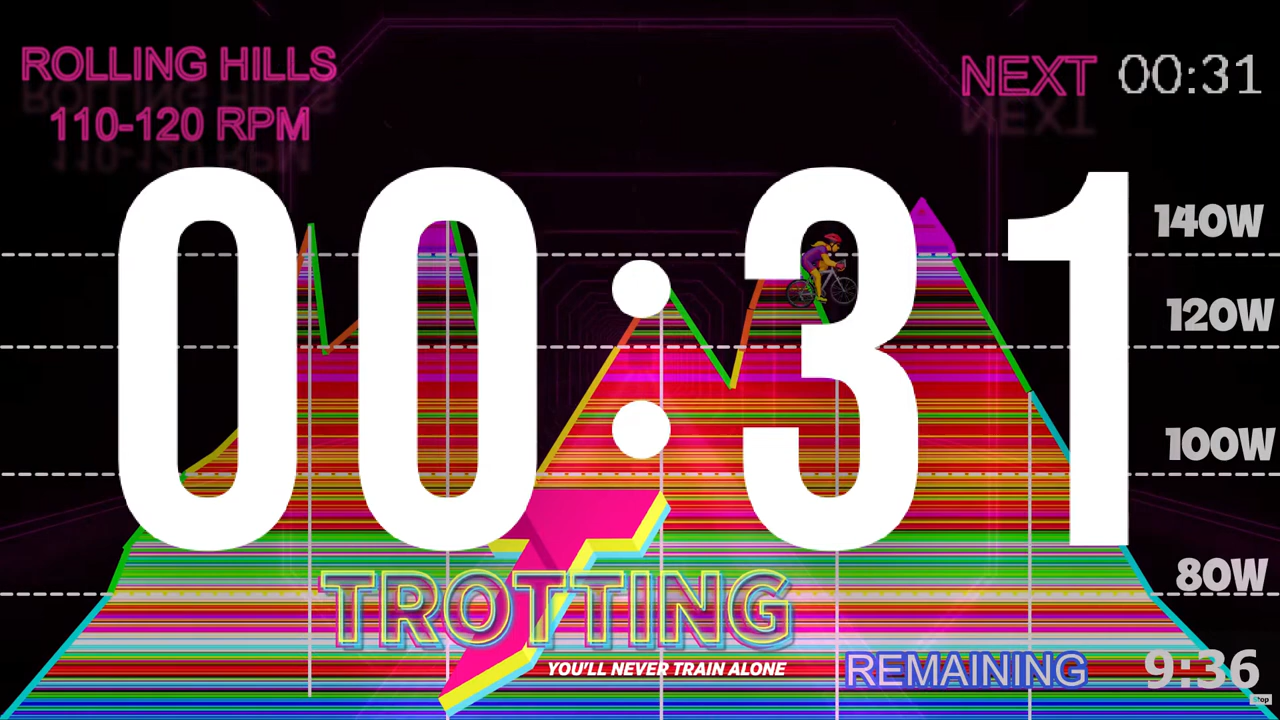 ROLLING HILLS
110-120 RPM
NEXT 00:31
00:31
140W
120W
100W
80W
TROTTING
YOU'LL NEVER TRAIN ALONE
REMAINING 9:36
Stop